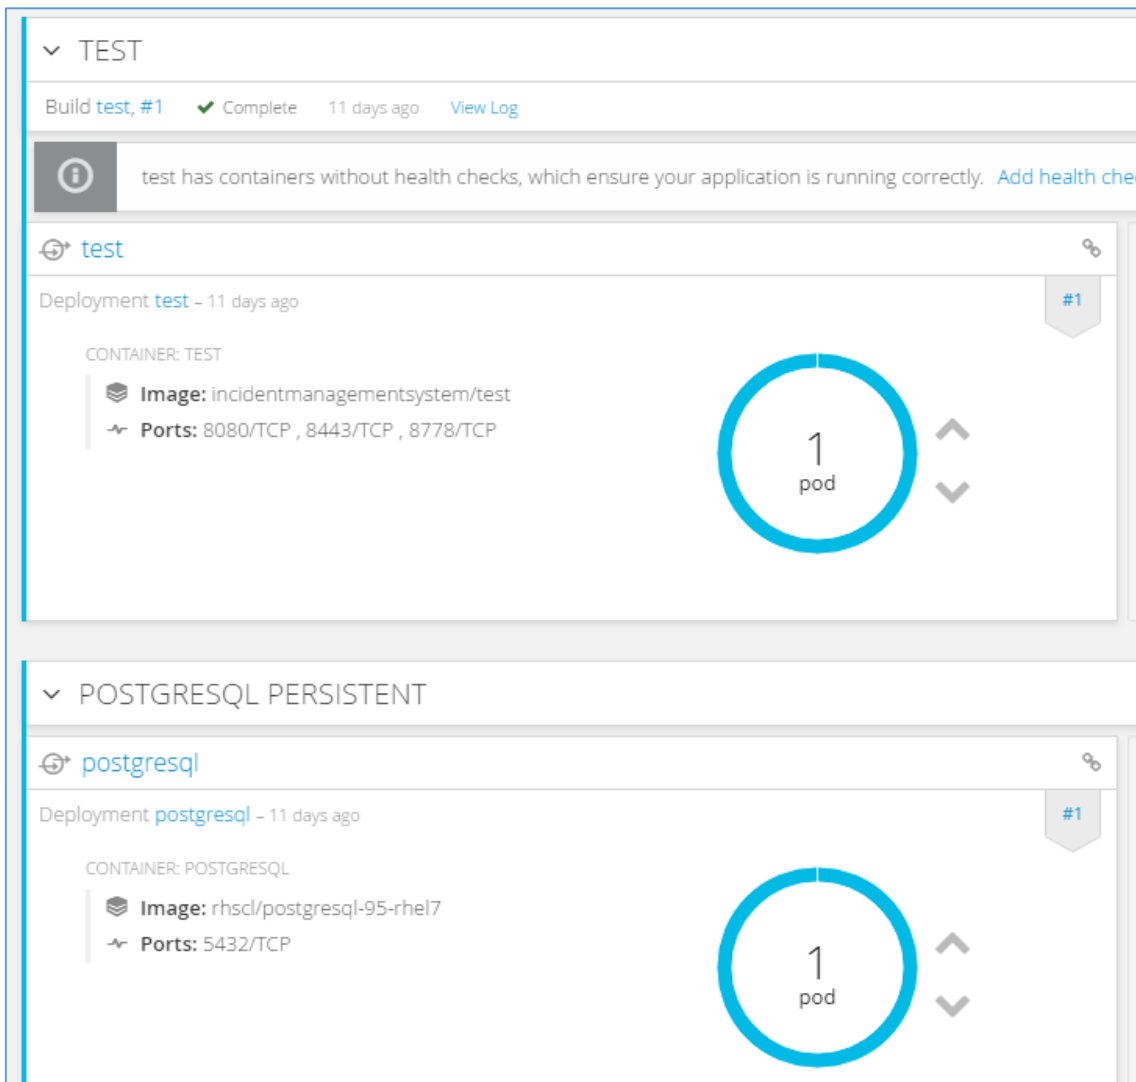 TEST
Build test, #1 Complete 11 days ago View Log
test has containers without health checks, which ensure your application is running correctly. Add health
test
Deployment test – 11 days ago #1
CONTAINER: TEST
Image: incidentmanagementsystem/test
Ports: 8080/TCP , 8443/TCP , 8778/TCP
1
pod
POSTGRESQL PERSISTENT
postgresql
Deployment postgresql – 11 days ago #1
CONTAINER: POSTGRESQL
Image: rhscl/postgresql-95-rhel7
Ports: 5432/TCP
1
pod